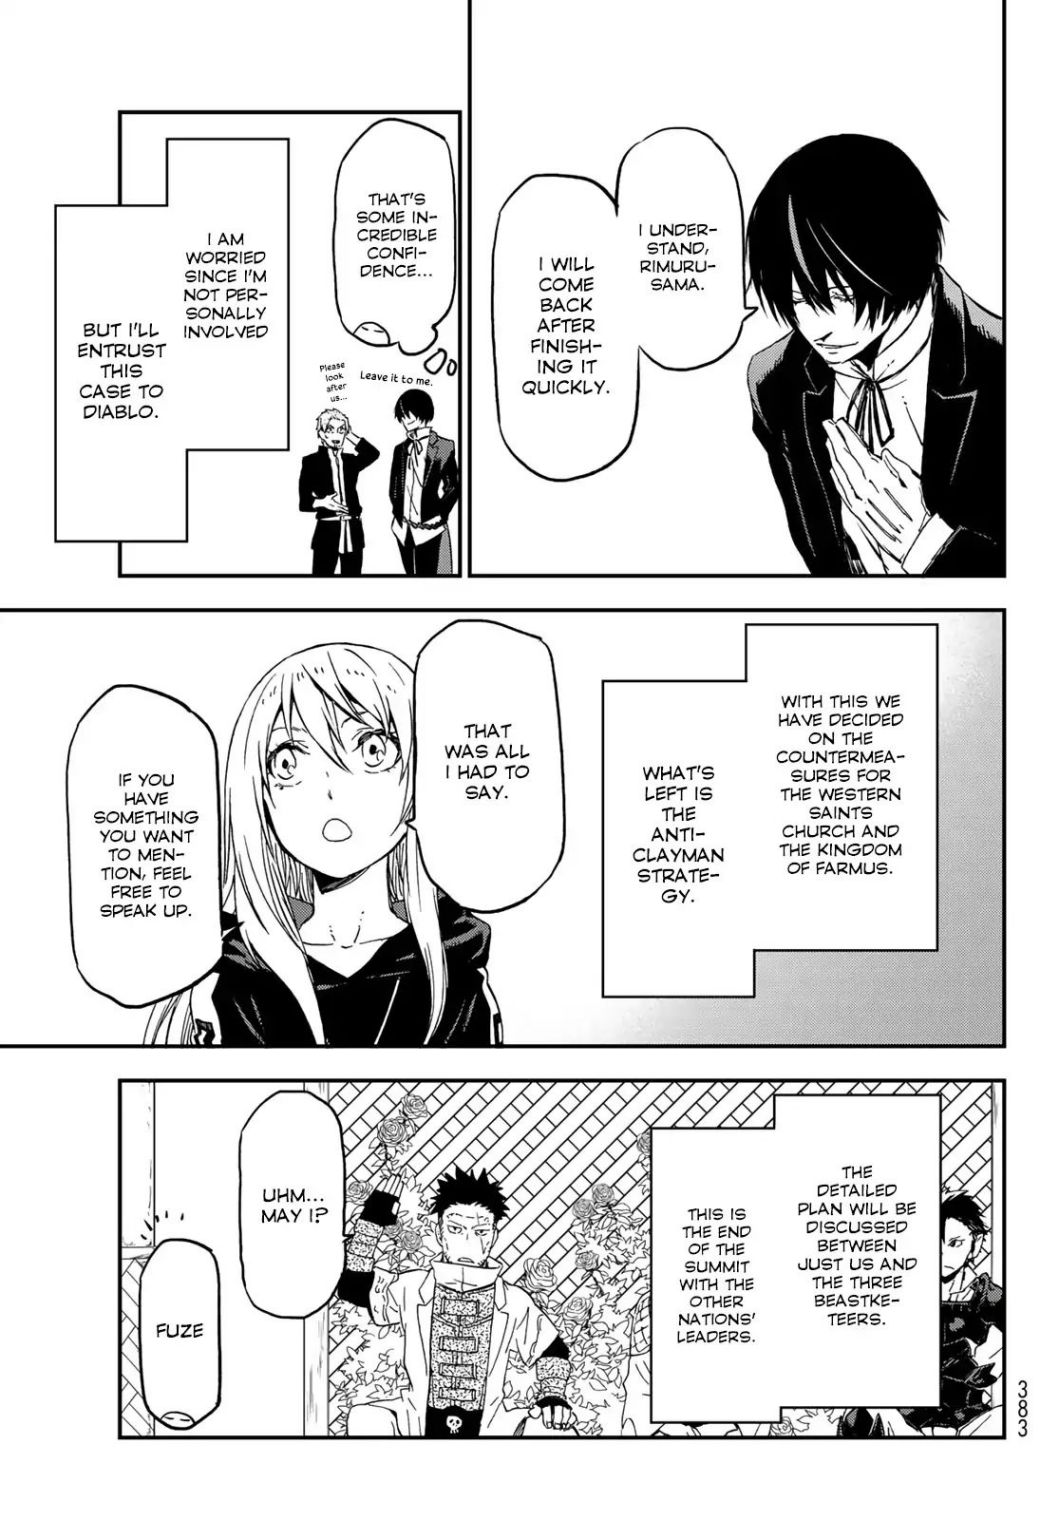 I UNDER-
STAND,
RIMURU-
SAMA.
I WILL
COME
BACK
AFTER
FINISH-
ING IT
QUICKLY.
THAT'S
SOME IN-
CREDIBLE
CONFI-
DENCE...
Leave it to me.
Please
look
after
us...
I AM
WORRIED
SINCE I'M
NOT PER-
SONALLY
INVOLVED
BUT I'LL
ENTRUST
THIS
CASE TO
DIABLO.
WITH THIS WE
HAVE DECIDED
ON THE
COUNTERMEA-
SURES FOR
THE WESTERN
SAINTS
CHURCH AND
THE KINGDOM
OF FARMUS.
WHAT'S
LEFT IS
THE
ANTI-
CLAYMAN
STRATE-
GY.
THAT
WAS ALL
I HAD TO
SAY.
IF YOU
HAVE
SOMETHING
YOU WANT
TO MEN-
TION, FEEL
FREE TO
SPEAK UP.
THE
DETAILED
PLAN WILL BE
DISCUSSED
BETWEEN
JUST US AND
THE THREE
BEASTKE-
TEERS.
THIS IS
THE END
OF THE
SUMMIT
WITH THE
OTHER
NATIONS'
LEADERS.
UHM...
MAY I?
FUZE
383